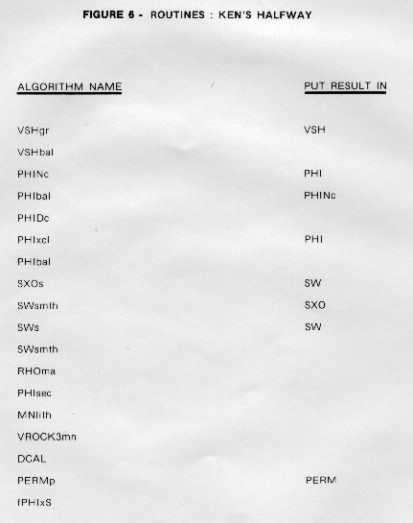 FIGURE 6 - ROUTINES : KEN'S HALFWAY
ALGORITHM NAME PUT RESULT IN
VSHgr VSH
VSHbal
PHINc PHI
PHIbal PHINc
PHIDc
PHIxcl PHI
PHIbal
SXOs SW
SWsmth SXO
SWs SW
SWsmth
RHOma
PHIsec
MNlith
VROCK3mn
DCAL
PERMp PERM
fPHIxS